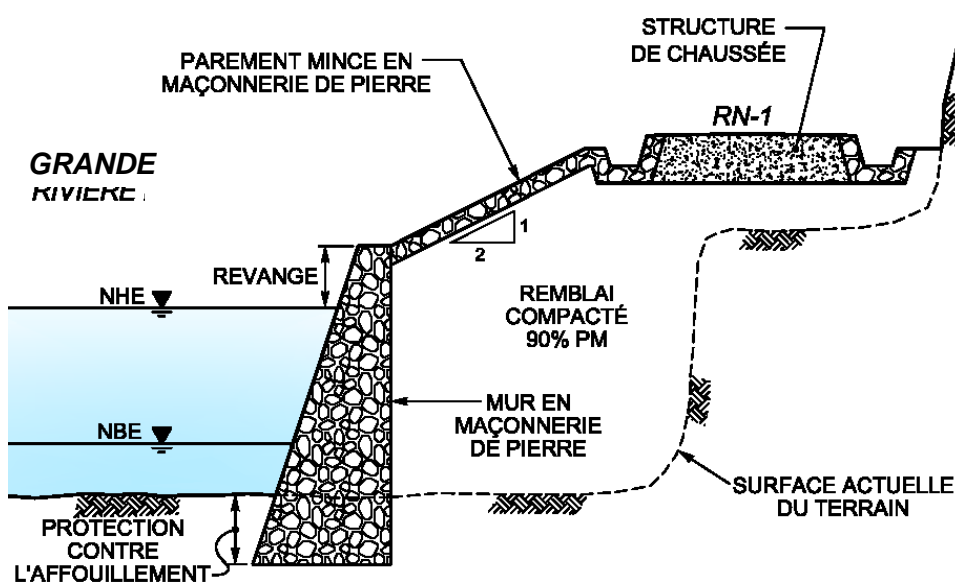 STRUCTURE
DE CHAUSSÉE
PAREMENT MINCE EN
MAÇONNERIE DE PIERRE
RN-1
GRANDE
RIVIERE
1
2
REVANGE
NHE
REMBLAI
COMPACTÉ
90% PM
MUR EN
MAÇONNERIE
DE PIERRE
NBE
SURFACE ACTUELLE
DU TERRAIN
PROTECTION
CONTRE
L'AFFOUILLEMENT